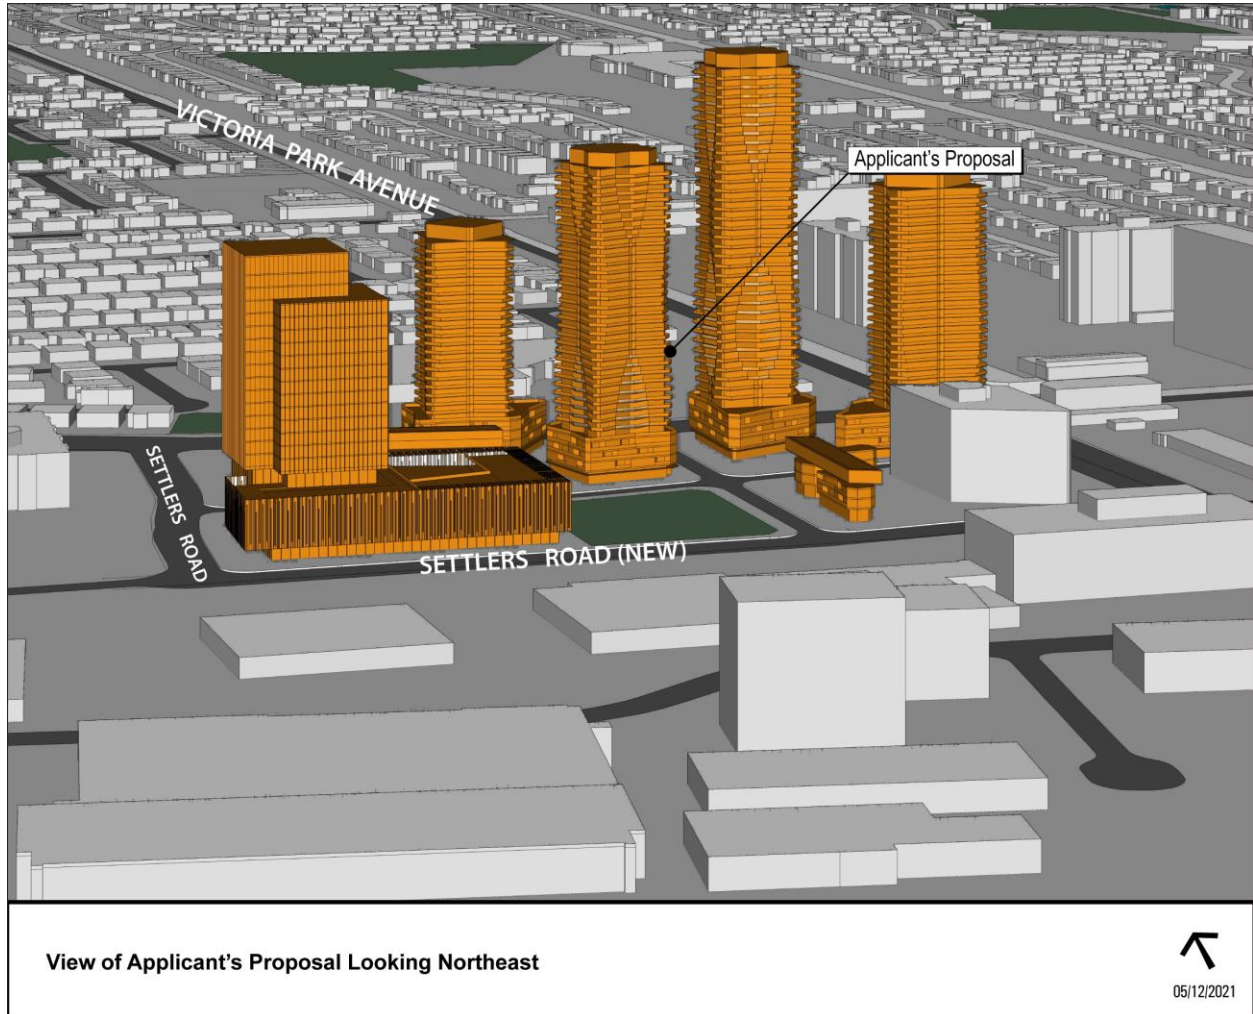 VICTORIA PARK AVENUE
Applicant's Proposal
SETTLERS ROAD
SETTLERS ROAD (NEW)
View of Applicant's Proposal Looking Northeast
05/12/2021